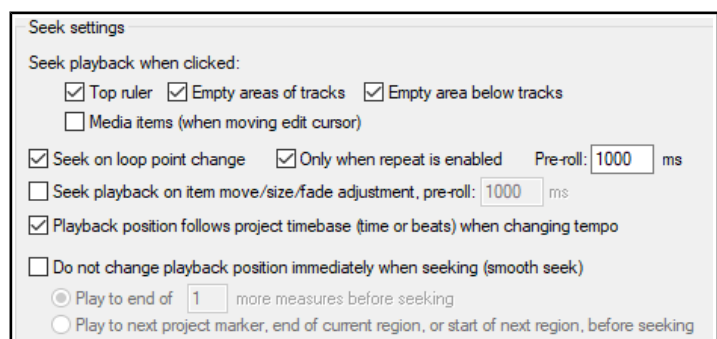 Seek settings
Seek playback when clicked:
Top ruler Empty areas of tracks Empty area below tracks
Media items (when moving edit cursor)
Seek on loop point change Only when repeat is enabled Pre-roll: 1000 ms
Seek playback on item move/size/fade adjustment, pre-roll: 1000 ms
Playback position follows project timebase (time or beats) when changing tempo
Do not change playback position immediately when seeking (smooth seek)
Play to end of 1 more measures before seeking
Play to next project marker, end of current region, or start of next region, before seeking